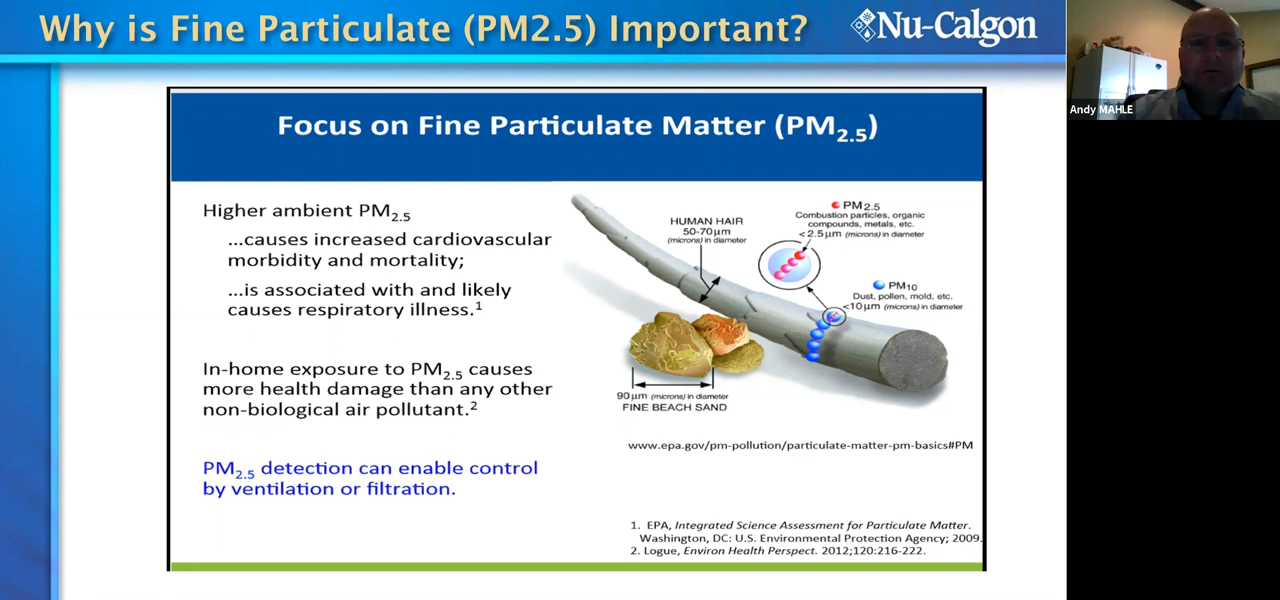 Why is Fine Particulate (PM2.5) Important?
Nu-Calgon
Andy MAHLE
Focus on Fine Particulate Matter (PM2.5)
Higher ambient PM2.5
...causes increased cardiovascular
morbidity and mortality;
...is associated with and likely
causes respiratory illness.1
In-home exposure to PM2.5 causes
more health damage than any other
non-biological air pollutant.2
PM2.5 detection can enable control
by ventilation or filtration.
HUMAN HAIR
50-70μm
(microns) in diameter
PM2.5
Combustion particles, organic
compounds, metals, etc.
<2.5μm (microns) in diameter
PM10
Dust, pollen, mold, etc.
<10μm (microns) in diameter
90μm (microns) in diameter
FINE BEACH SAND
www.epa.gov/pm-pollution/particulate-matter-pm-basics#PM
1. EPA, Integrated Science Assessment for Particulate Matter.
Washington, DC: U.S. Environmental Protection Agency; 2009.
2. Logue, Environ Health Perspect. 2012;120:216-222.